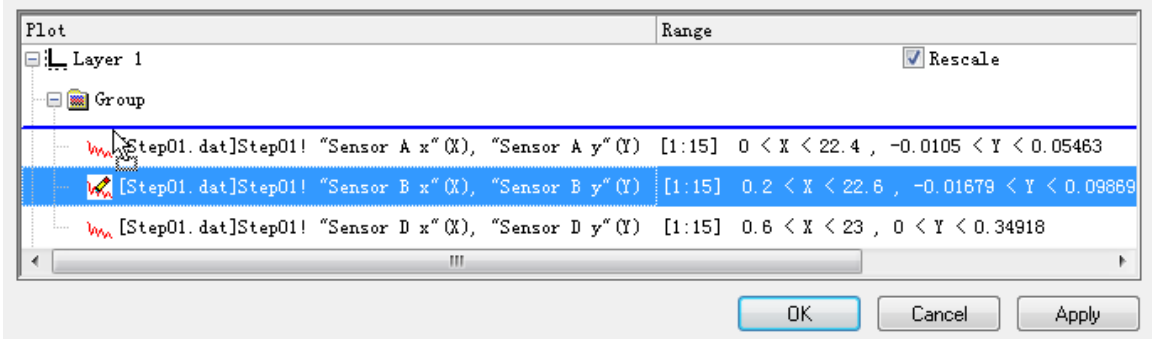 Plot Range
Layer 1 Rescale
Group
[Step01.dat]Step01! "Sensor A x"(X), "Sensor A y"(Y) [1:15] 0 < X < 22.4 , -0.0105 < Y < 0.05463
[Step01.dat]Step01! "Sensor B x"(X), "Sensor B y"(Y) [1:15] 0.2 < X < 22.6 , -0.01679 < Y < 0.09869
[Step01.dat]Step01! "Sensor D x"(X), "Sensor D y"(Y) [1:15] 0.6 < X < 23 , 0 < Y < 0.34918
OK Cancel Apply